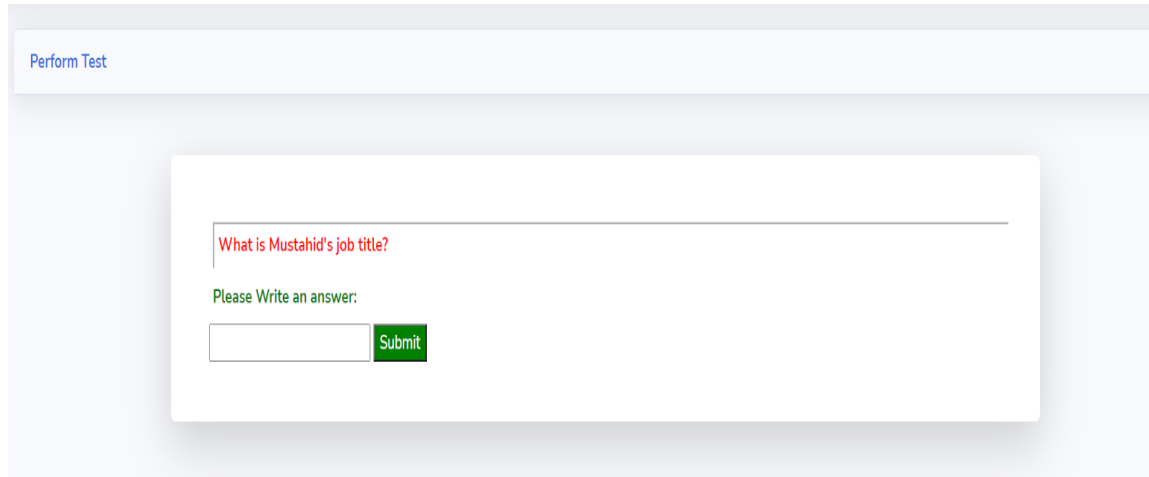 Perform Test
What is Mustahid's job title?
Please Write an answer:
Submit